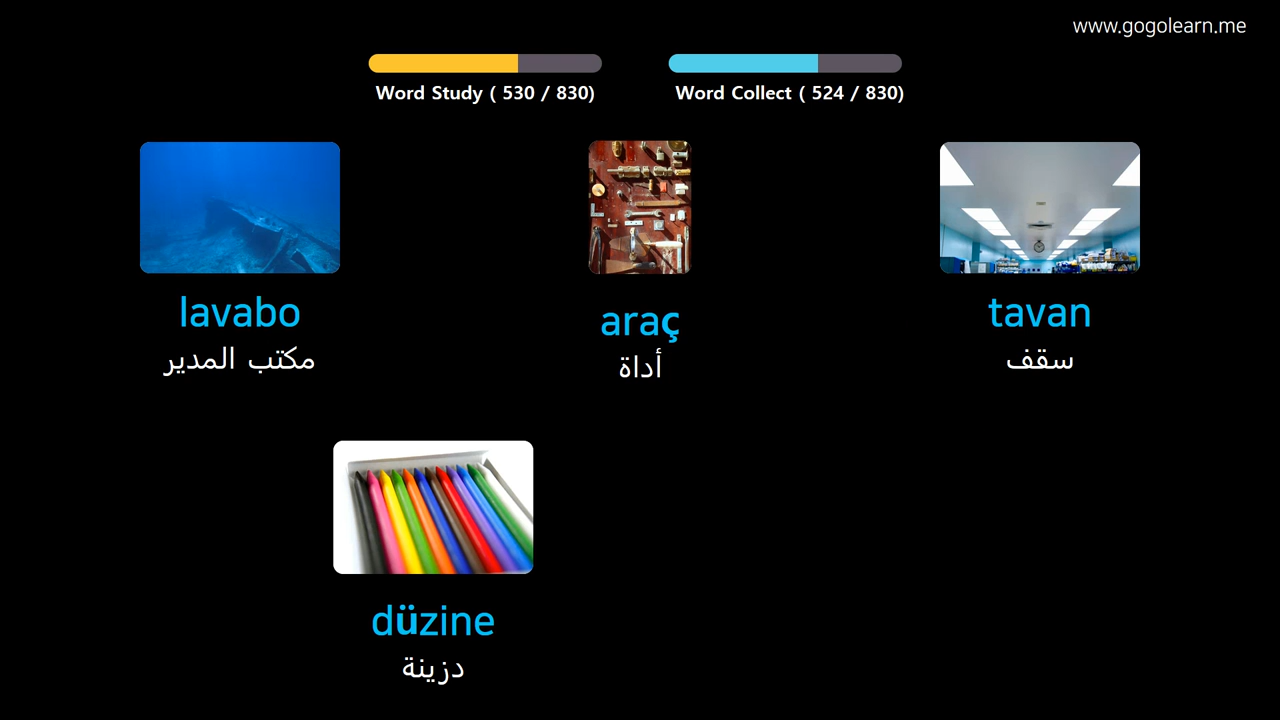 www.gogolearn.me
Word Study ( 530 / 830)
Word Collect ( 524 / 830)
lavabo
مكتب المدير
araç
أداة
tavan
سقف
düzine
دزينة